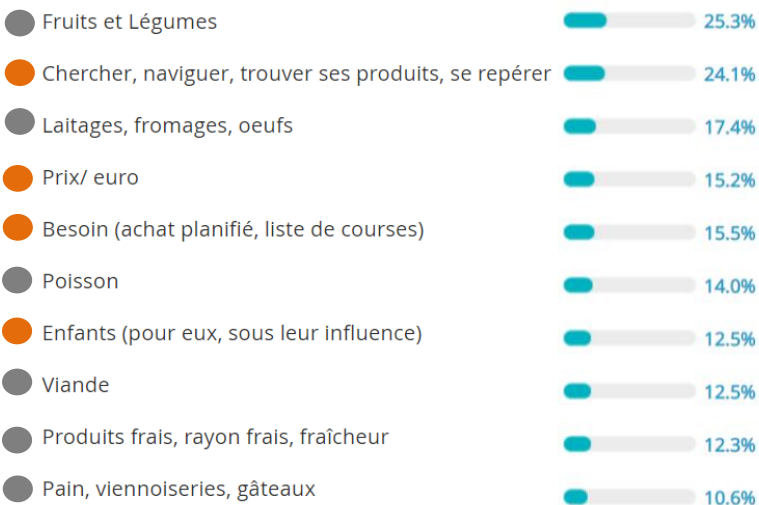 Fruits et Légumes 25.3%
Chercher, naviguer, trouver ses produits, se repérer 24.1%
Laitages, fromages, oeufs 17.4%
Prix/ euro 15.2%
Besoin (achat planifié, liste de courses) 15.5%
Poisson 14.0%
Enfants (pour eux, sous leur influence) 12.5%
Viande 12.5%
Produits frais, rayon frais, fraîcheur 12.3%
Pain, viennoiseries, gâteaux 10.6%